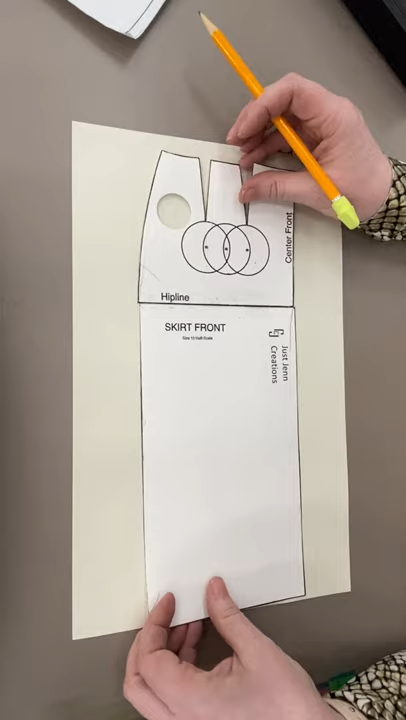 Center Front
Hipline
SKIRT FRONT
Size 10 Half-Scale
Just Jenn
Creations